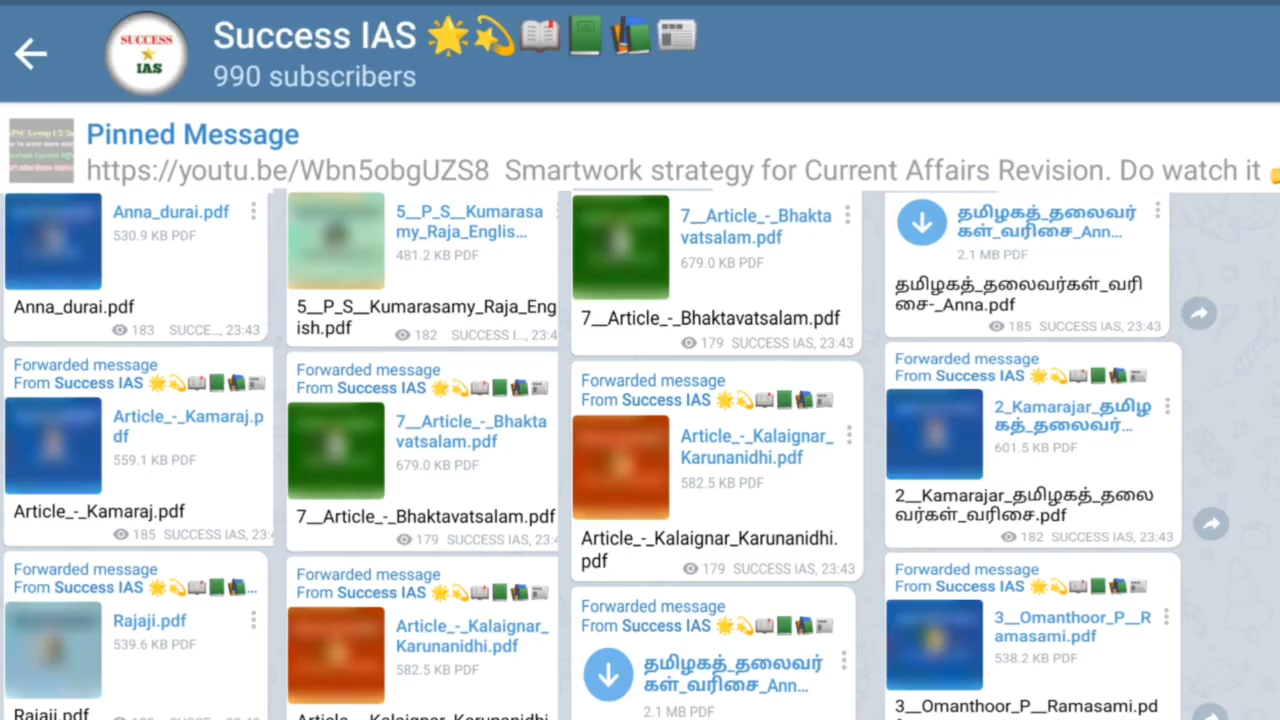 SUCCESS
IAS
Success IAS
990 subscribers
Pinned Message
https://youtu.be/Wbn5obgUZS8 Smartwork strategy for Current Affairs Revision. Do watch it
Anna_durai.pdf
530.9 KB PDF
Anna_durai.pdf
183 SUCCE..., 23:43
Forwarded message
From Success IAS
Article_-_Kamaraj.p
df
559.1 KB PDF
Article_-_Kamaraj.pdf
185 SUCCESS IAS, 23:4
Forwarded message
From Success IAS ...
Rajaji.pdf
539.6 KB PDF
Rajaji.pdf
5__P_S__Kumarasa
my_Raja_Englis...
481.2 KB PDF
5__P_S__Kumarasamy_Raja_Eng
ish.pdf
182 SUCCESS I..., 23:4
Forwarded message
From Success IAS
7__Article_-_Bhakta
vatsalam.pdf
679.0 KB PDF
7__Article_-_Bhaktavatsalam.pdf
179 SUCCESS IAS, 23:4
Forwarded message
From Success IAS
Article_-_Kalaignar_
Karunanidhi.pdf
582.5 KB PDF
Article_-_Kalaignar_Karunanidhi
7__Article_-_Bhakta
vatsalam.pdf
679.0 KB PDF
7__Article_-_Bhaktavatsalam.pdf
179 SUCCESS IAS, 23:43
Forwarded message
From Success IAS
Article_-_Kalaignar_
Karunanidhi.pdf
582.5 KB PDF
Article_-_Kalaignar_Karunanidhi.
pdf
179 SUCCESS IAS, 23:43
Forwarded message
From Success IAS
தமிழகத்_தலைவர்
கள்_வரிசை_Ann...
2.1 MB PDF
தமிழகத்_தலைவர்
கள்_வரிசை_Ann...
2.1 MB PDF
தமிழகத்_தலைவர்கள்_வரி
சை-_Anna.pdf
185 SUCCESS IAS, 23:43
Forwarded message
From Success IAS
2_Kamarajar_தமிழ
கத்_தலைவர்...
601.5 KB PDF
2__Kamarajar_தமிழகத்_தலை
வர்கள்_வரிசை.pdf
182 SUCCESS IAS, 23:43
Forwarded message
From Success IAS
3__Omanthoor_P__R
amasami.pdf
538.2 KB PDF
3__Omanthoor_P__Ramasami.pd